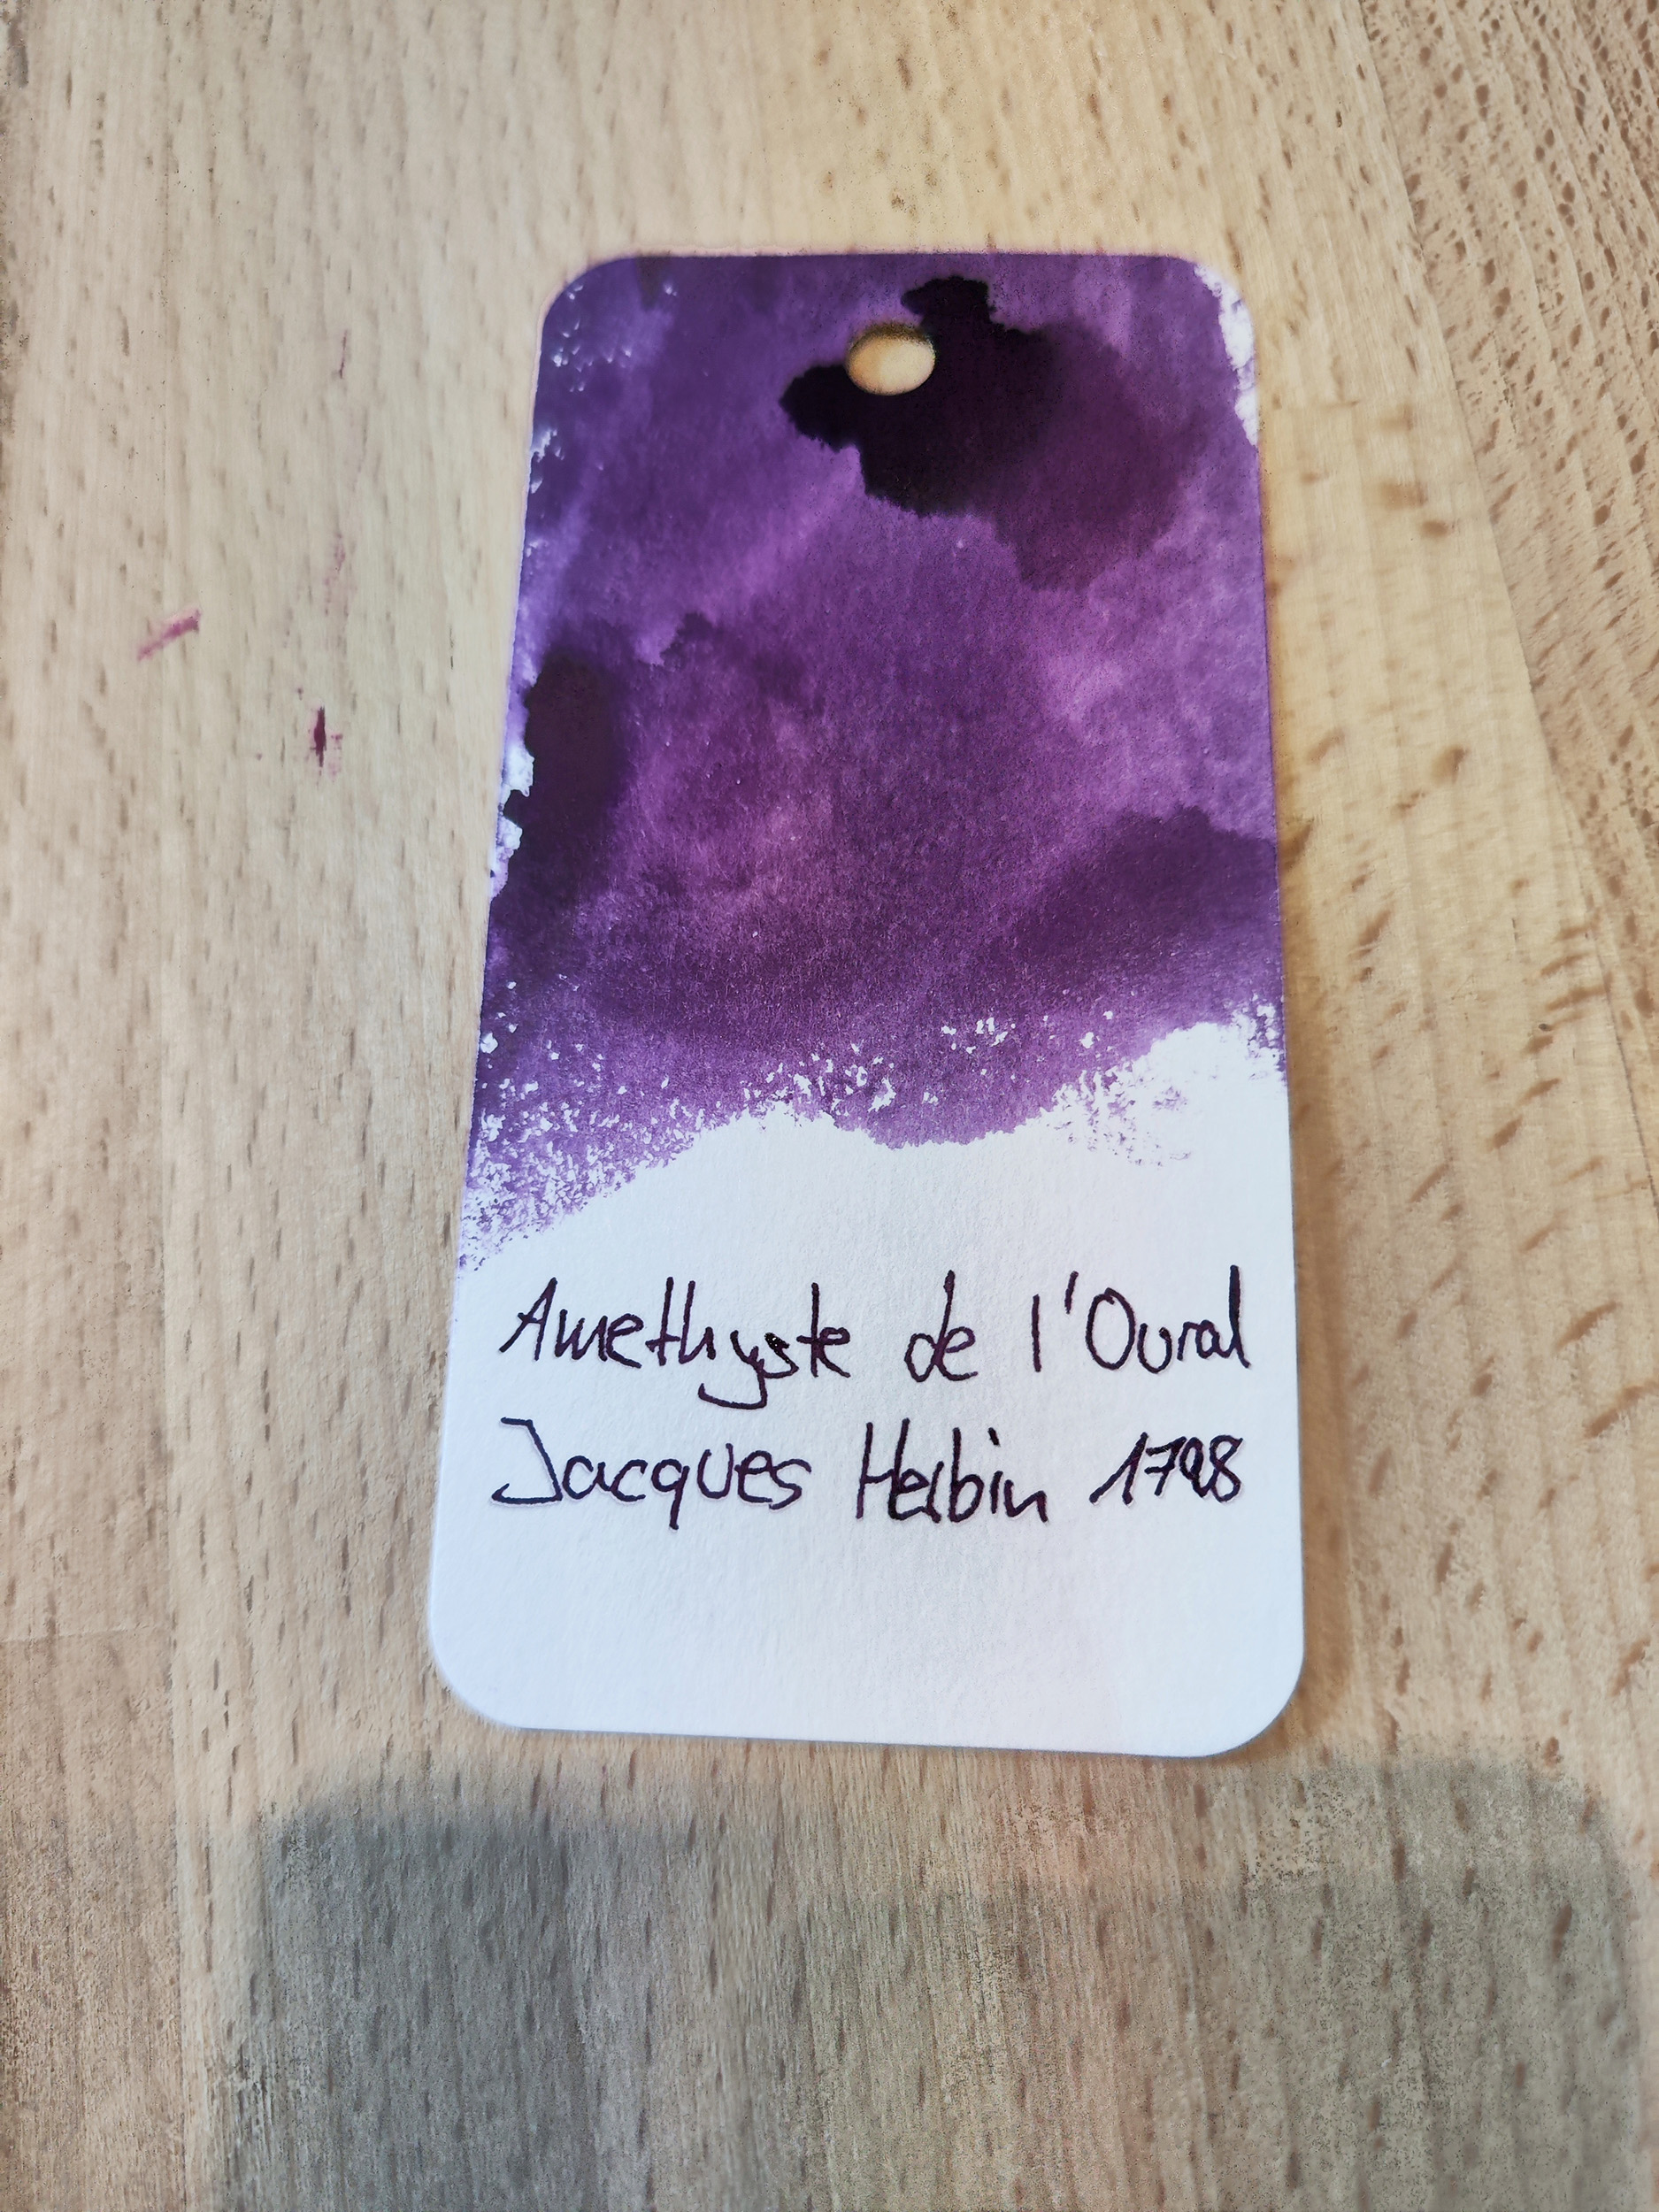 Amethyste de l'Oural
Jacques Herbin 1798